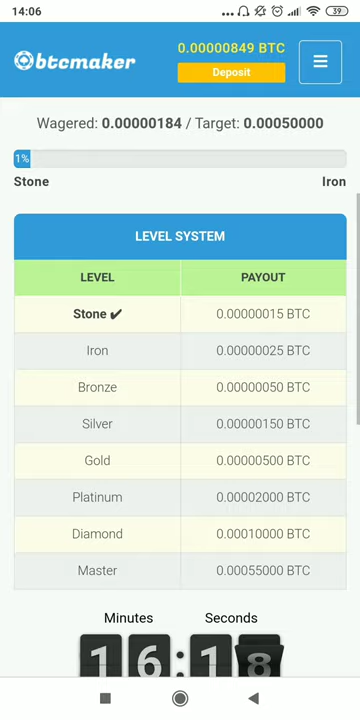 14:06
39
btcmaker
0.00000849 BTC
Deposit
Wagered: 0.00000184 / Target: 0.00050000
1%
Stone Iron
LEVEL SYSTEM
LEVEL PAYOUT
Stone ✔ 0.00000015 BTC
Iron 0.00000025 BTC
Bronze 0.00000050 BTC
Silver 0.00000150 BTC
Gold 0.00000500 BTC
Platinum 0.00002000 BTC
Diamond 0.00010000 BTC
Master 0.00055000 BTC
Minutes Seconds
16:18